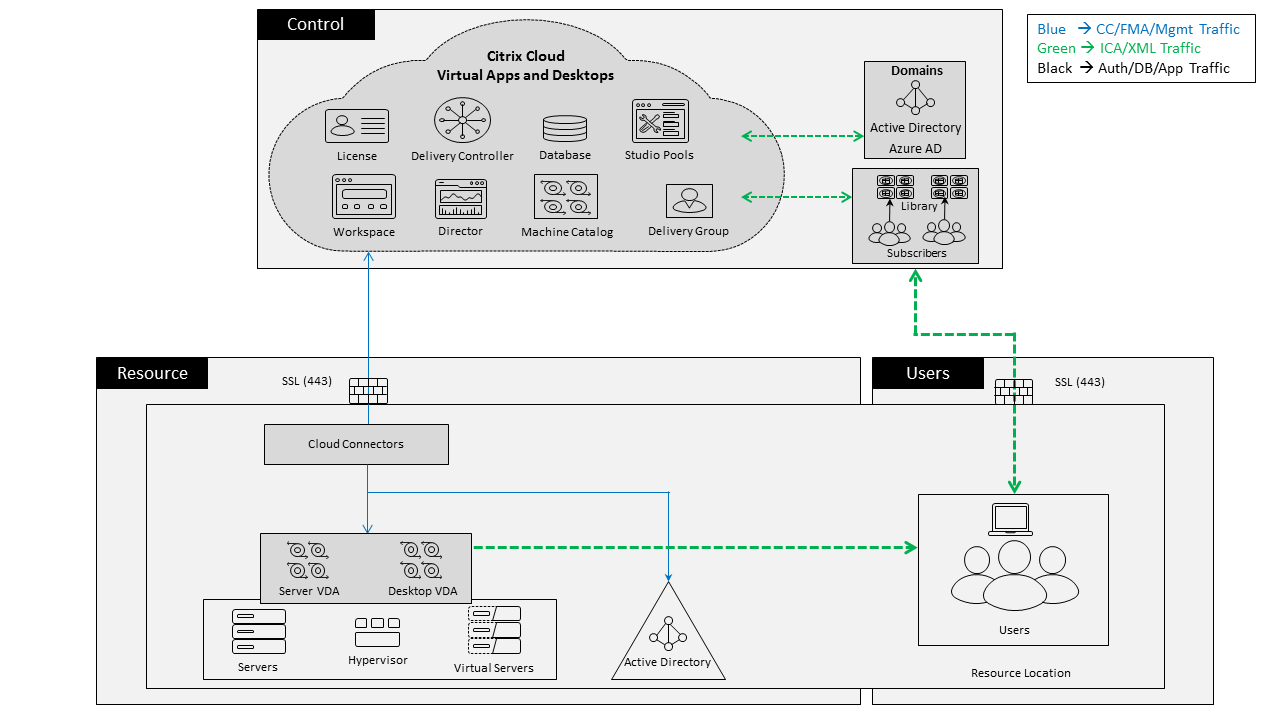 Control
Citrix Cloud
Virtual Apps and Desktops
License
Delivery Controller
Database
Studio Pools
Workspace
Director
Machine Catalog
Delivery Group
Domains
Active Directory
Azure AD
Library
Subscribers
Blue → CC/FMA/Mgmt Traffic
Green → ICA/XML Traffic
Black → Auth/DB/App Traffic
Resource
SSL (443)
Users
SSL (443)
Cloud Connectors
Server VDA
Desktop VDA
Servers
Hypervisor
Virtual Servers
Active Directory
Users
Resource Location